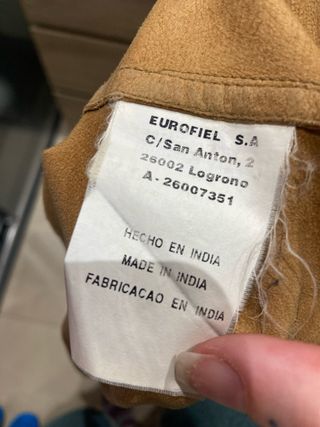 EUROFIEL S.A
C/San Anton, 2
26002 Logrono
A-26007351
HECHO EN INDIA
MADE IN INDIA
FABRICACAO EN INDIA